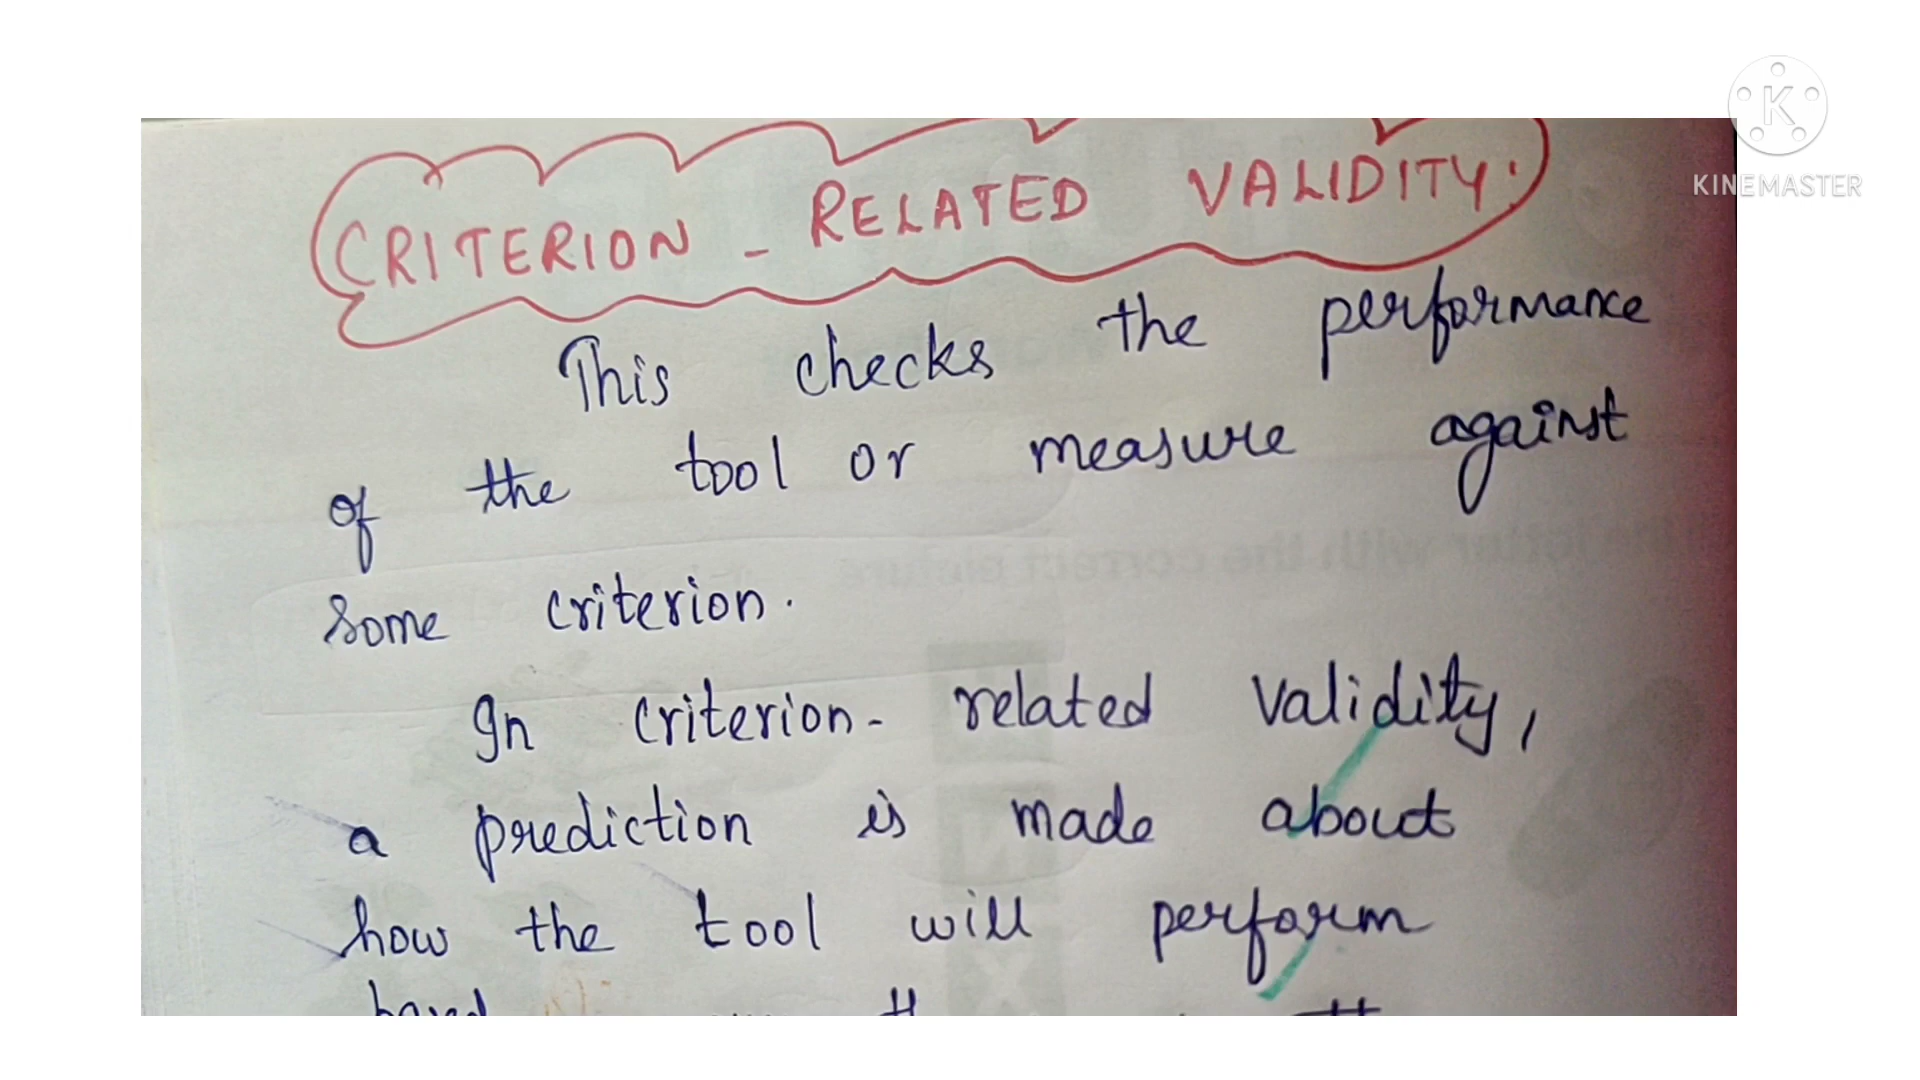 CRITERION - RELATED VALIDITY.
This checks the performance
of the tool or measure against
some criterion.
In criterion- related validity,
a prediction is made about
how the tool will perform
based
KINEMASTER